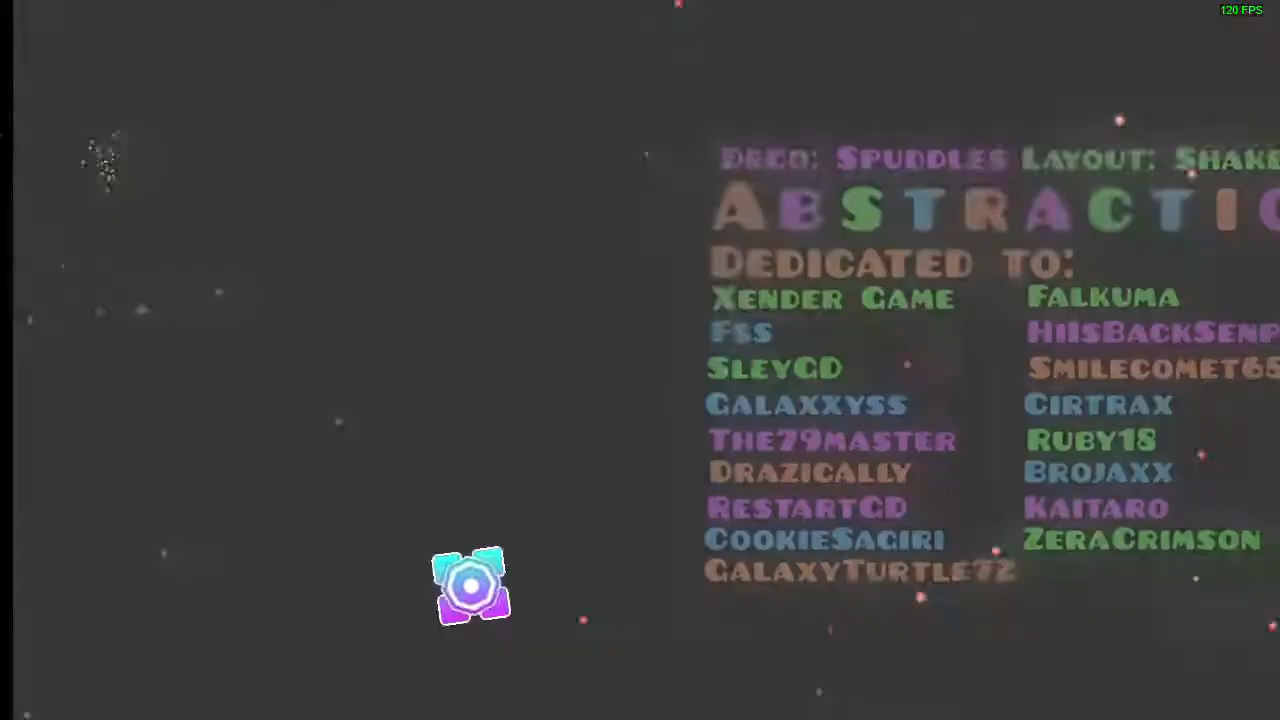 120 FPS
Deco: Spuddles Layout: Shake
Abstractio
Dedicated to:
Xender Game Falkuma
Fss HiIsBackSenp
SleyGD Smilecomet68
Galaxxyss Cirtrax
The79master Ruby18
Drazically Brojaxx
RestartGD Kaitaro
CookieSagiri ZeraCrimson
GalaxyTurtle72